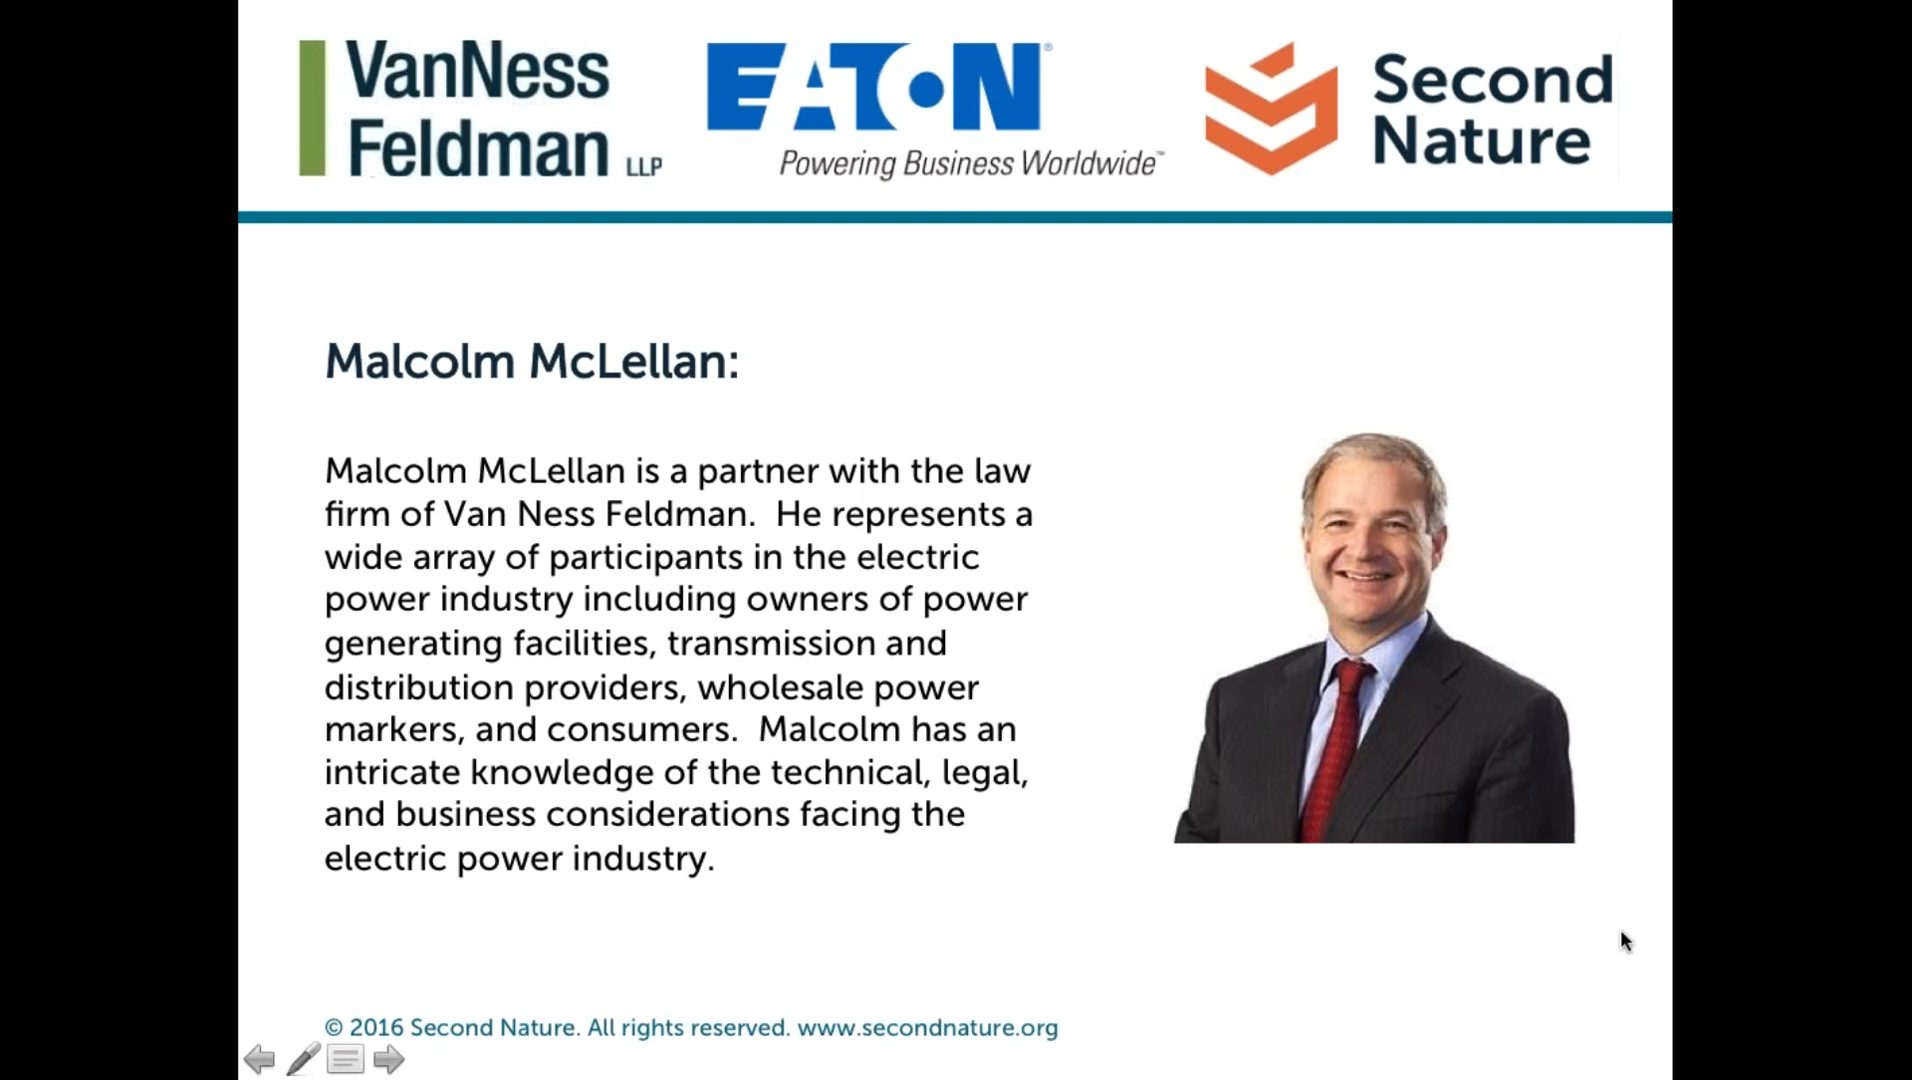 VanNess
Feldman LLP
EATON®
Powering Business Worldwide™
Second
Nature
Malcolm McLellan:
Malcolm McLellan is a partner with the law
firm of Van Ness Feldman.  He represents a
wide array of participants in the electric
power industry including owners of power
generating facilities, transmission and
distribution providers, wholesale power
markers, and consumers.  Malcolm has an
intricate knowledge of the technical, legal,
and business considerations facing the
electric power industry.
© 2016 Second Nature. All rights reserved. www.secondnature.org